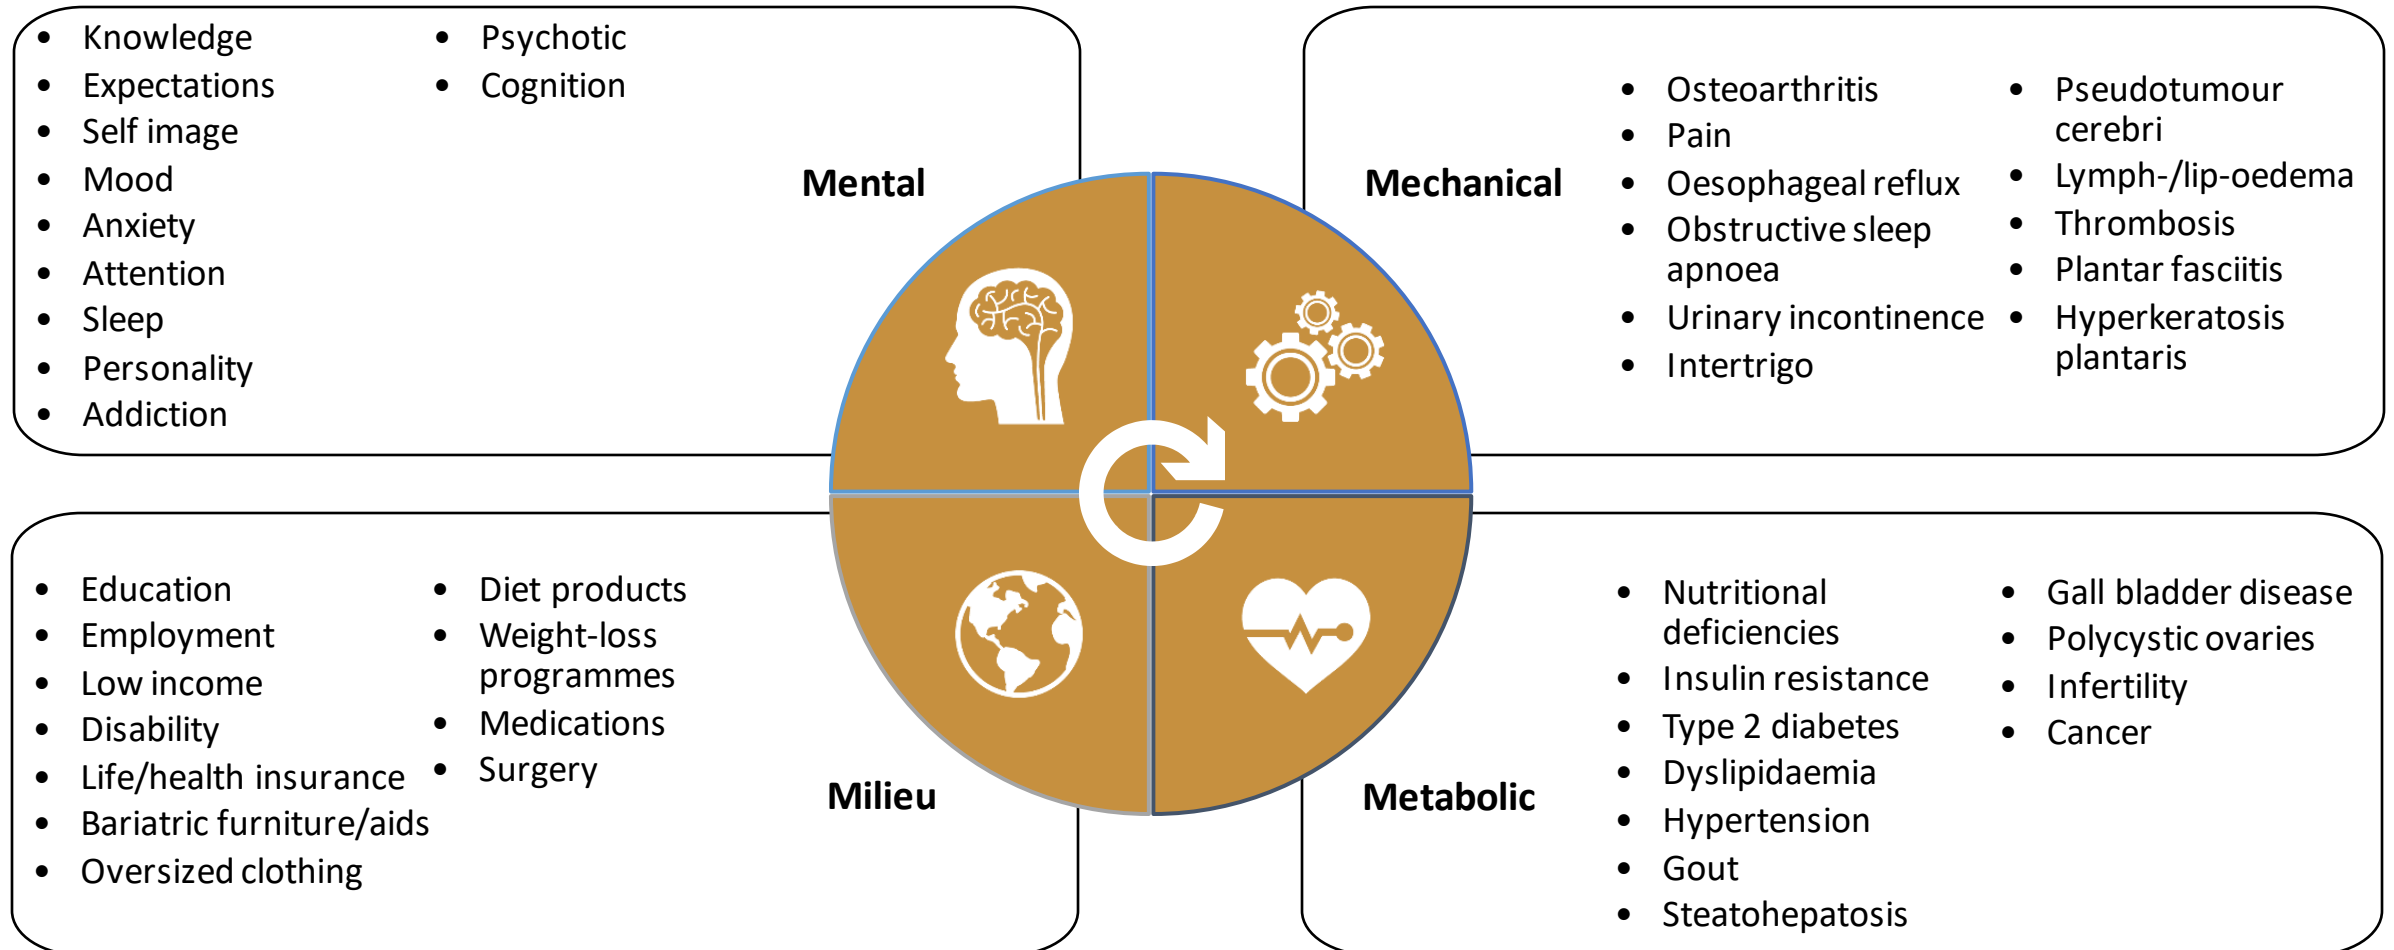 • Knowledge
• Expectations
• Self image
• Mood
• Anxiety
• Attention
• Sleep
• Personality
• Addiction
• Psychotic
• Cognition
Mental
Mechanical
• Osteoarthritis
• Pain
• Oesophageal reflux
• Obstructive sleep
apnoea
• Urinary incontinence
• Intertrigo
• Pseudotumour
cerebri
• Lymph-/lip-oedema
• Thrombosis
• Plantar fasciitis
• Hyperkeratosis
plantaris
• Education
• Employment
• Low income
• Disability
• Life/health insurance
• Bariatric furniture/aids
• Oversized clothing
• Diet products
• Weight-loss
programmes
• Medications
• Surgery
Milieu
Metabolic
• Nutritional
deficiencies
• Insulin resistance
• Type 2 diabetes
• Dyslipidaemia
• Hypertension
• Gout
• Steatohepatosis
• Gall bladder disease
• Polycystic ovaries
• Infertility
• Cancer